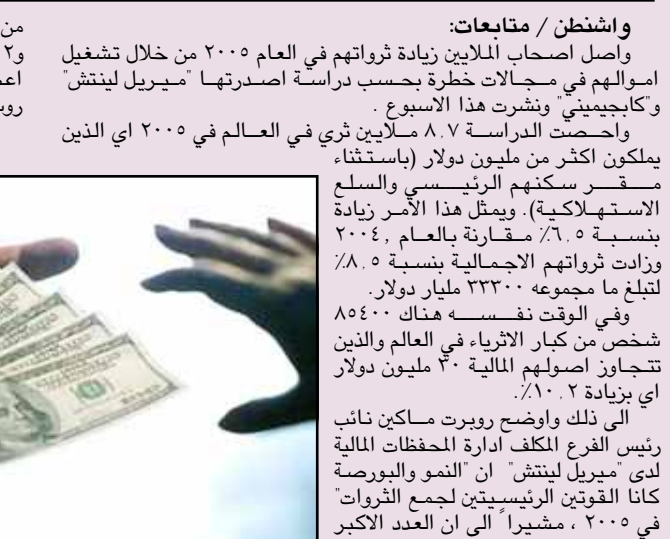 واشنطن / متابعات:
واصل اصحاب الملايين زيادة ثرواتهم في العام ٢٠٠٥ من خلال تشغيل
اموالهم في مجالات خطرة بحسب دراسة اصدرتها "ميريل لينتش"
و"كابجيميني" ونشرت هذا الاسبوع .
واحصت الدراسة ٨.٧ ملايين ثري في العالم في ٢٠٠٥ اي الذين
يملكون اكثر من مليون دولار (باستثناء
مقر سكنهم الرئيسي والسلع
الاستهلاكية). ويمثل هذا الأمر زيادة
بنسبة ٦.٥٪ مقارنة بالعام ٢٠٠٤,
وزادت ثرواتهم الاجمالية بنسبة ٨.٥٪
لتبلغ ما مجموعه ٣٣٣٠٠ مليار دولار.
وفي الوقت نفسه هناك ٨٥٤٠٠
شخص من كبار الاثرياء في العالم والذين
تتجاوز اصولهم المالية ٣٠ مليون دولار
اي بزيادة ١٠.٢٪.
الى ذلك واوضح روبرت ماكين نائب
رئيس الفرع المكلف ادارة المحفظات المالية
لدى "ميريل لينتش" ان "النمو والبورصة
كانا القوتين الرئيسيتين لجمع الثروات"
في ٢٠٠٥ ، مشيراً الى ان العدد الاكبر
من
و٢